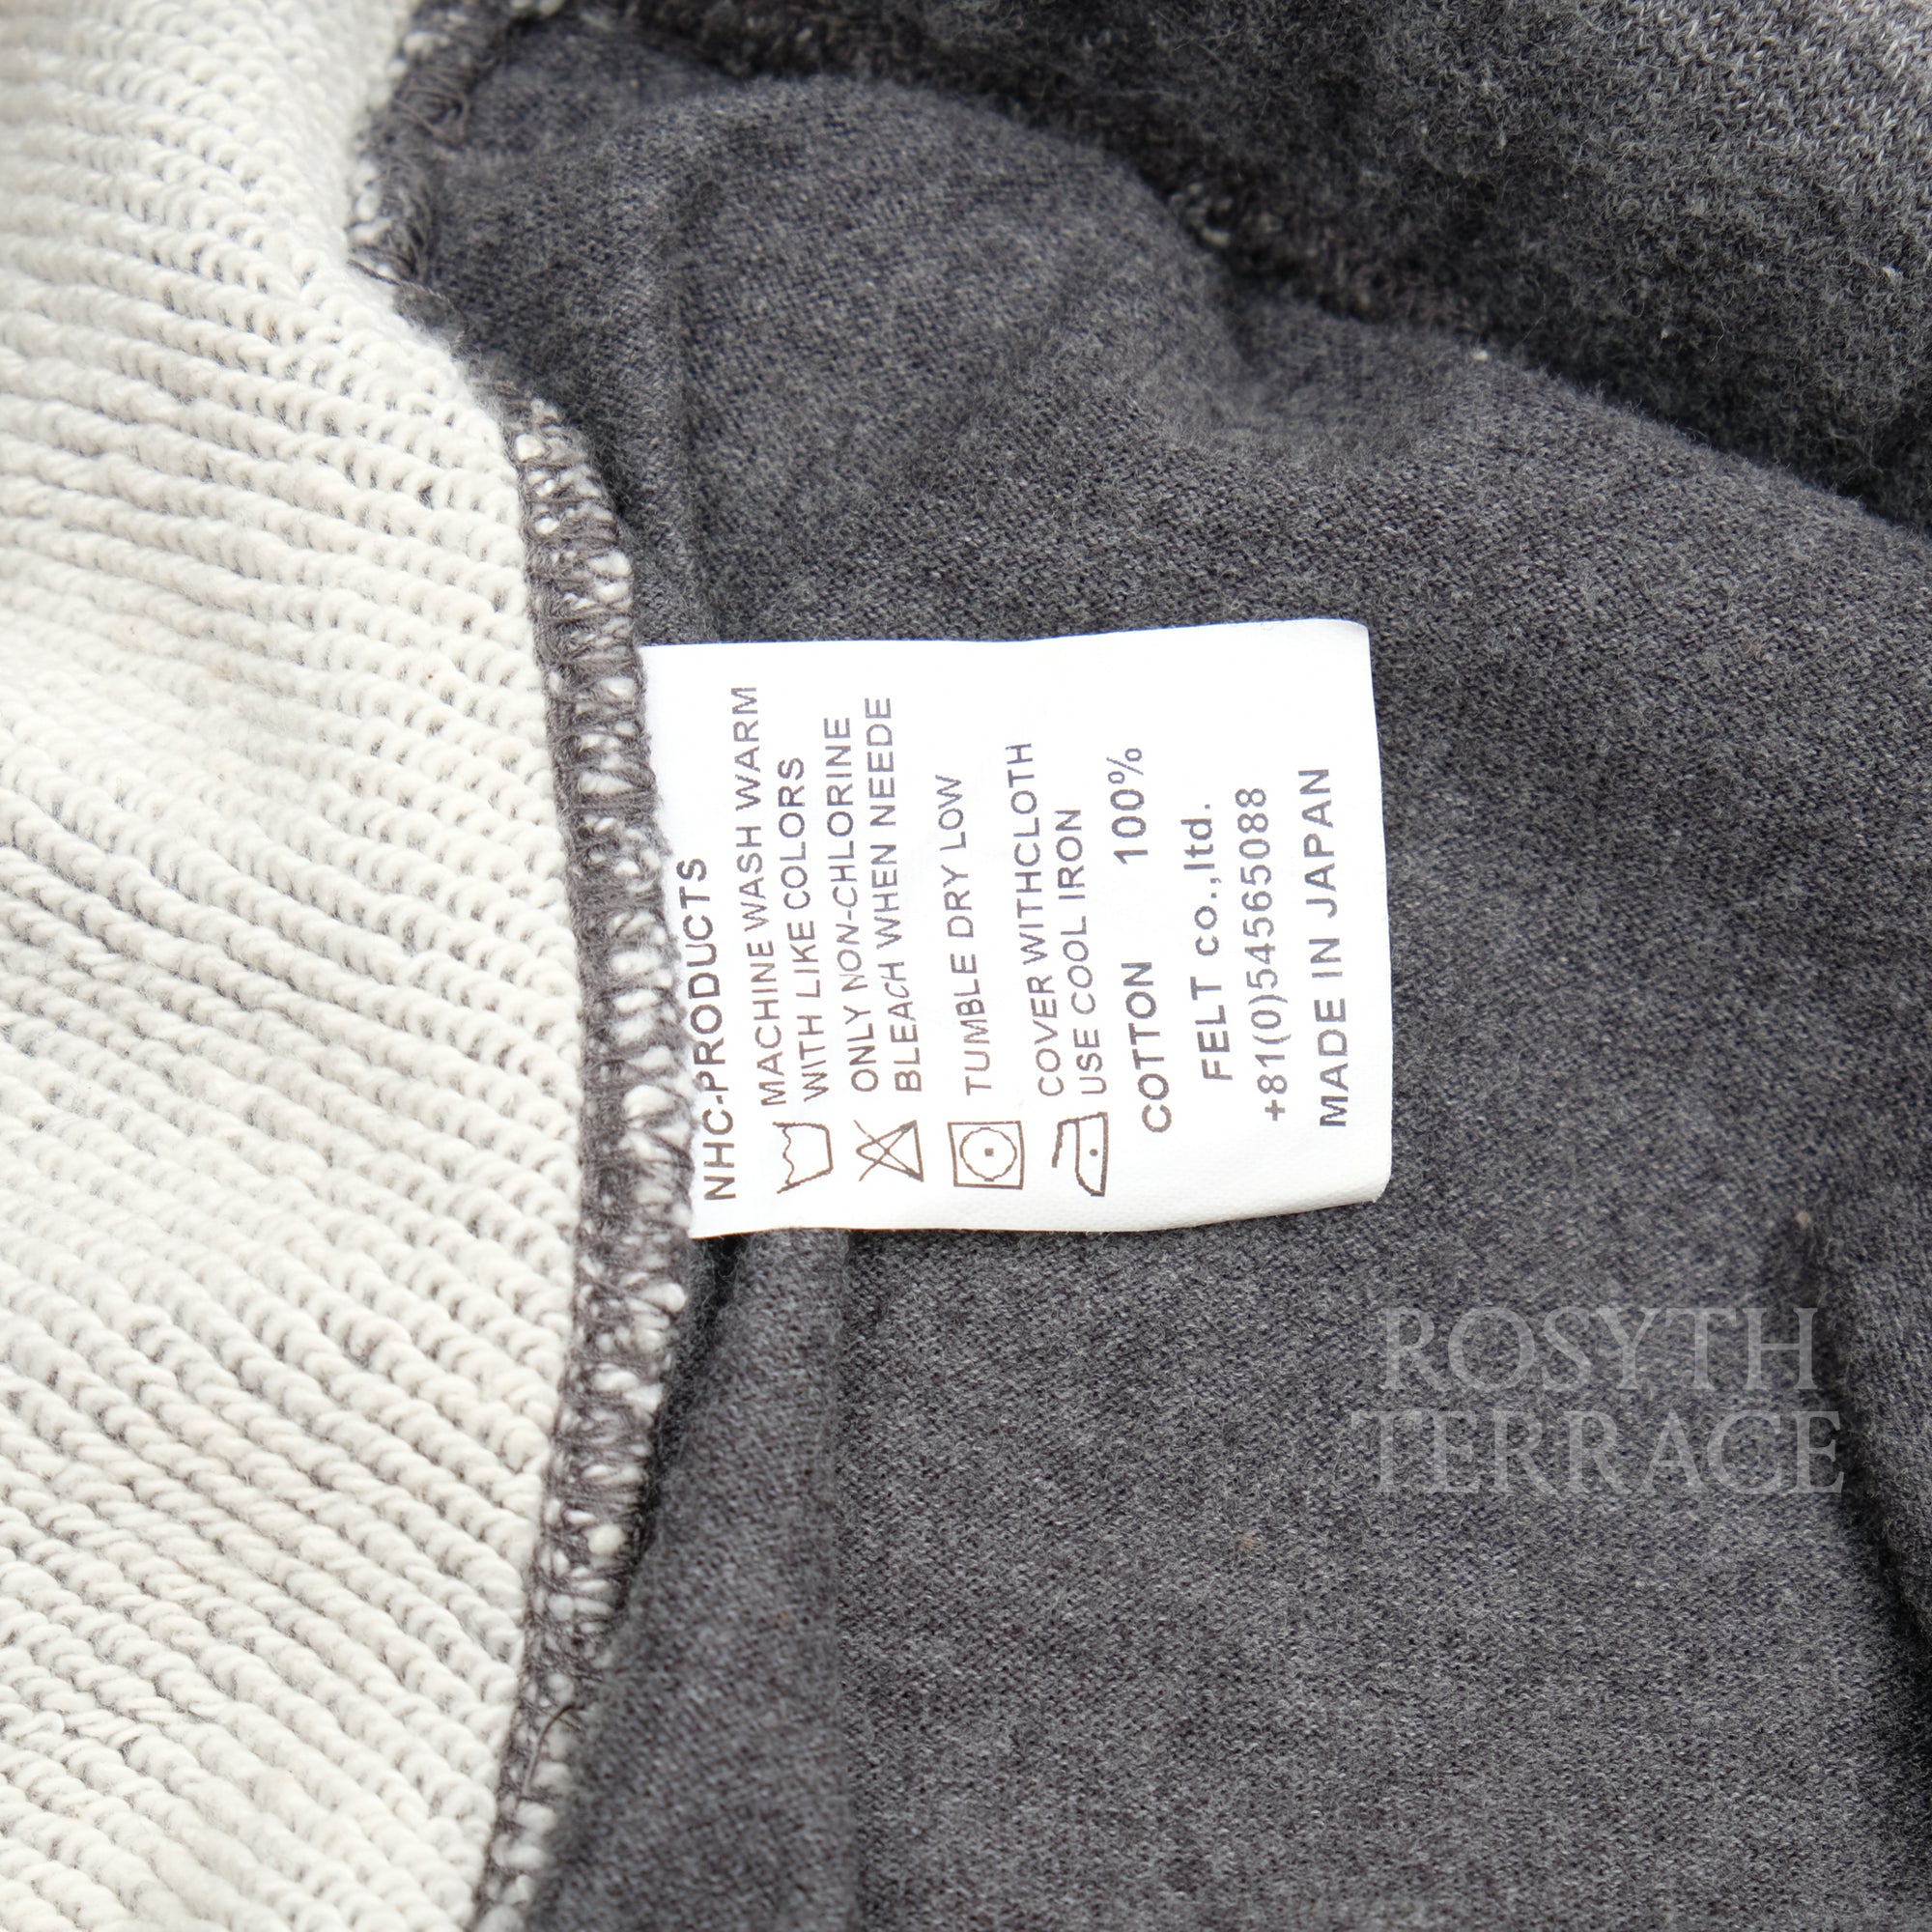 NHC-PRODUCTS
MACHINE WASH WARM
WITH LIKE COLORS
ONLY NON-CHLORINE
BLEACH WHEN NEEDE
TUMBLE DRY LOW
COVER WITHCLOTH
USE COOL IRON
COTTON 100%
FELT co.,ltd.
+81(0)54565088
MADE IN JAPAN
ROSYTH
TERRACE